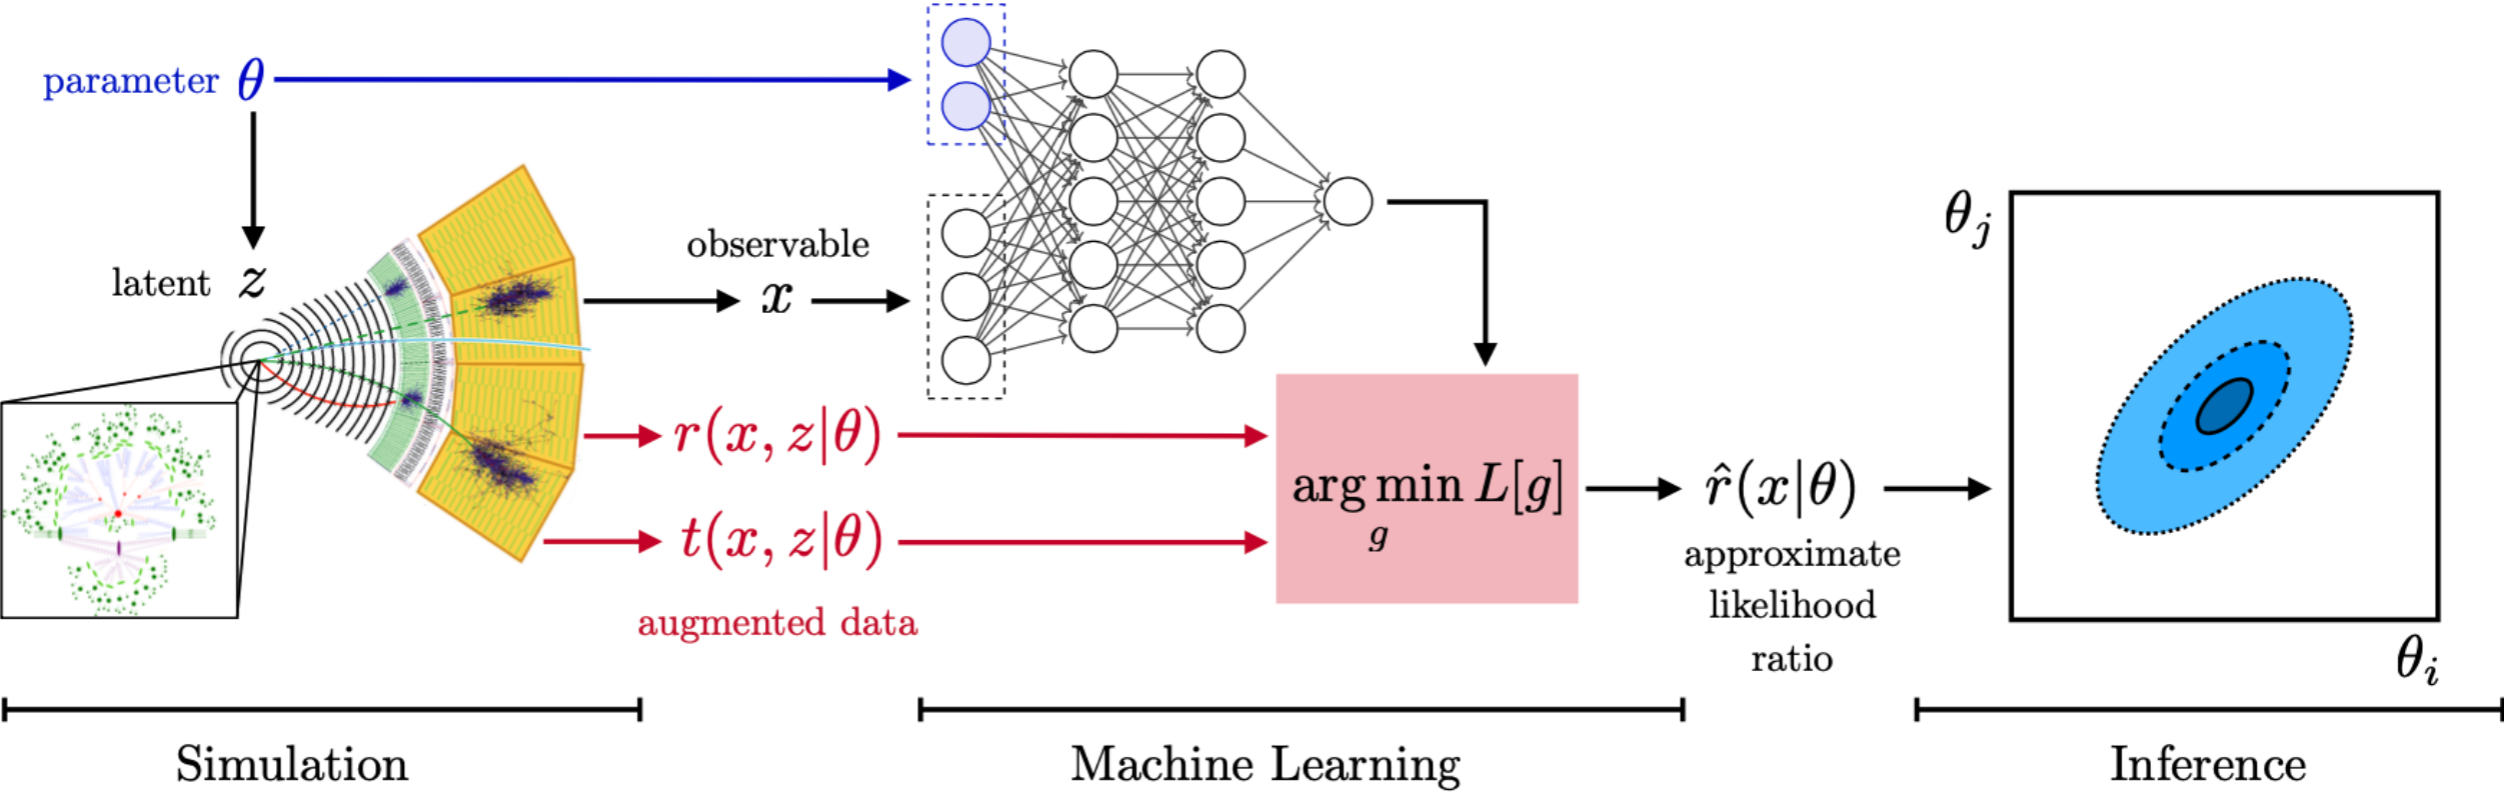 parameter θ
latent z
observable
x
r(x, z|θ)
t(x, z|θ)
augmented data
arg min L[g]
g
r̂(x|θ)
approximate
likelihood
ratio
θj
θi
Simulation
Machine Learning
Inference